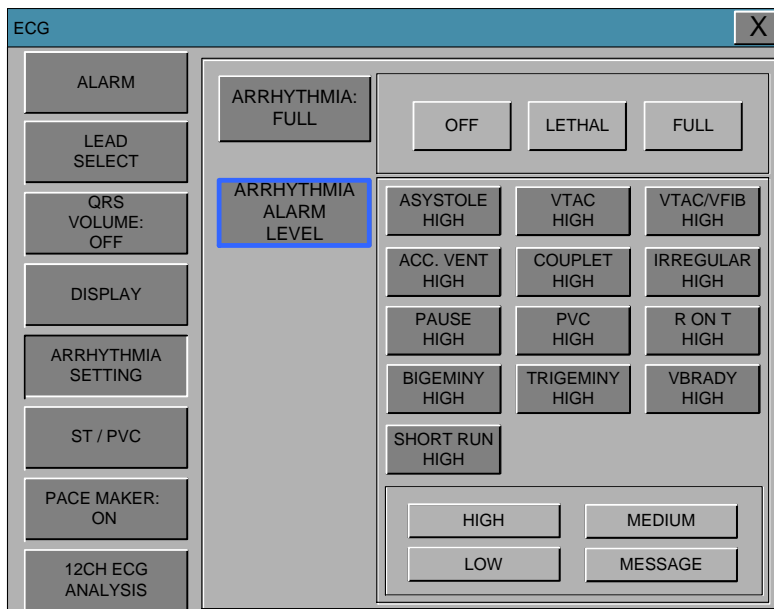 ECG
X
ALARM
LEAD
SELECT
QRS
VOLUME:
OFF
DISPLAY
ARRHYTHMIA
SETTING
ST / PVC
PACE MAKER:
ON
12CH ECG
ANALYSIS
ARRHYTHMIA:
FULL
OFF
LETHAL
FULL
ARRHYTHMIA
ALARM
LEVEL
ASYSTOLE
HIGH
VTAC
HIGH
VTAC/VFIB
HIGH
ACC. VENT
HIGH
COUPLET
HIGH
IRREGULAR
HIGH
PAUSE
HIGH
PVC
HIGH
R ON T
HIGH
BIGEMINY
HIGH
TRIGEMINY
HIGH
VBRADY
HIGH
SHORT RUN
HIGH
HIGH
MEDIUM
LOW
MESSAGE